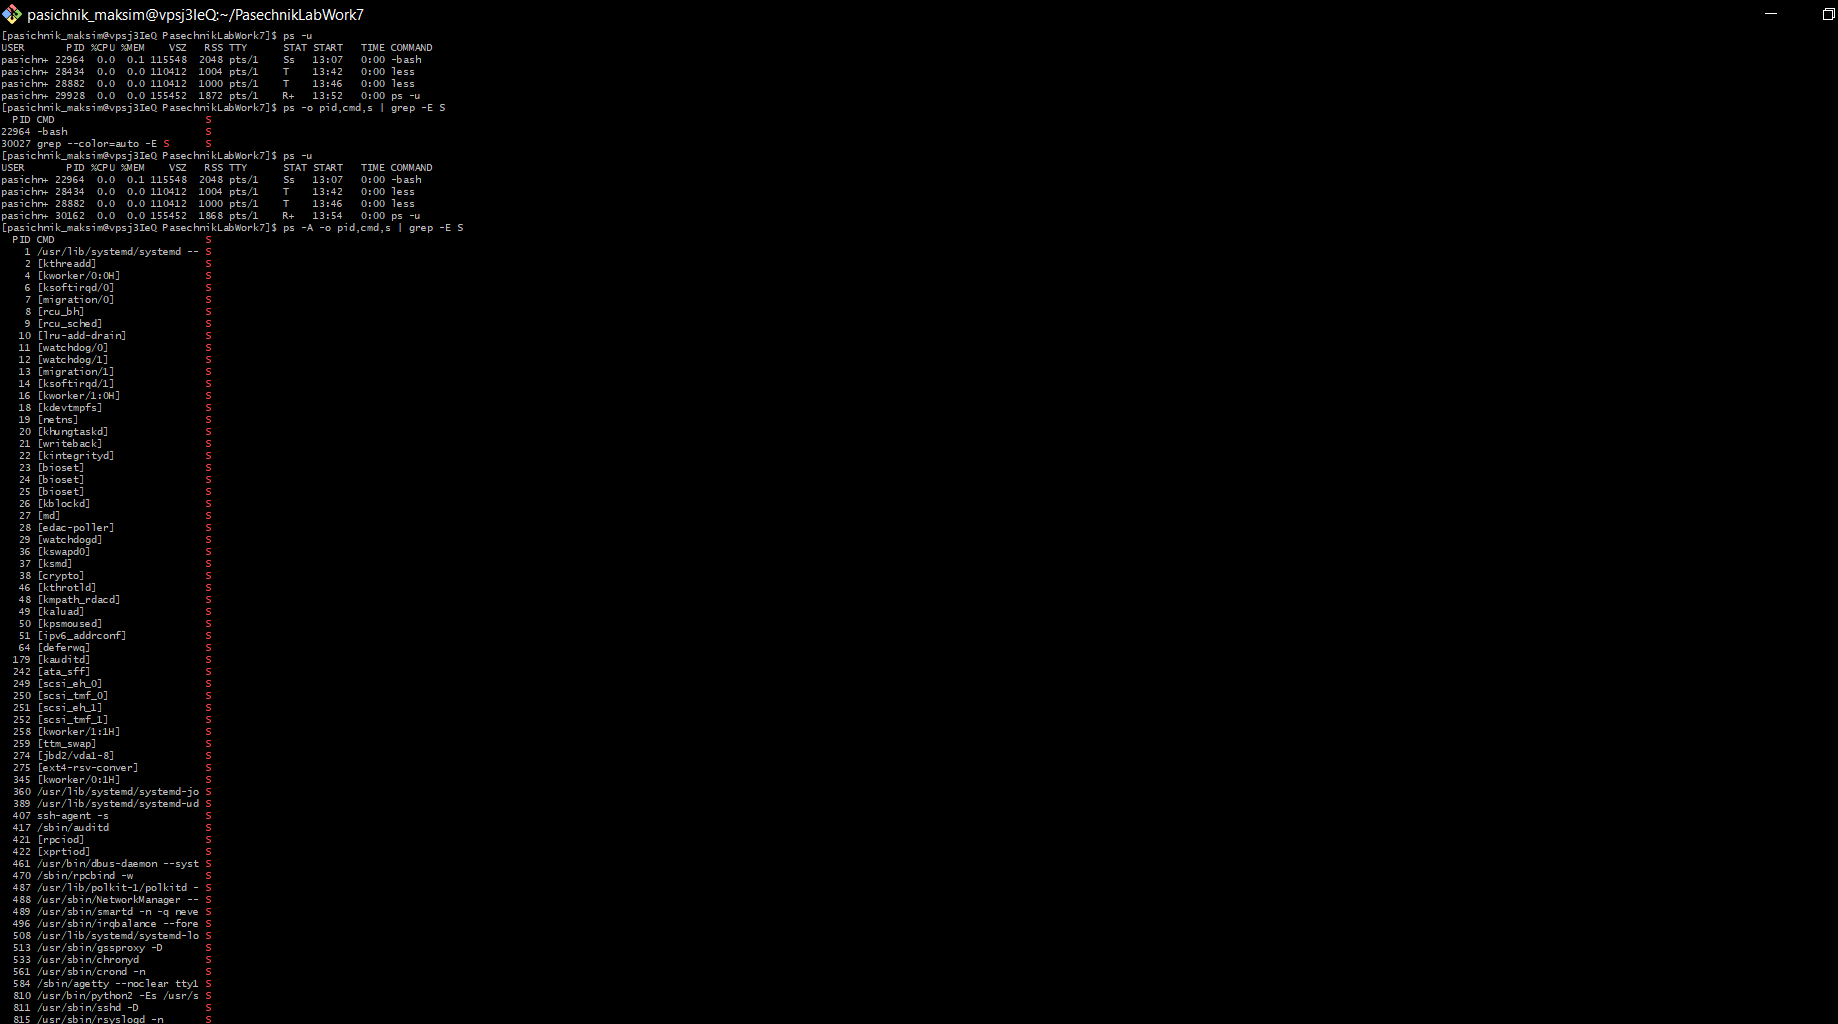 pasichnik_maksim@vpsj3IeQ:~/PasechnikLabWork7
[pasichnik_maksim@vpsj3IeQ PasechnikLabWork7]$ ps -u
USER       PID %CPU %MEM    VSZ   RSS TTY      STAT START   TIME COMMAND
pasichn+ 22964  0.0  0.1 115548  2048 pts/1    Ss   13:07   0:00 -bash
pasichn+ 28434  0.0  0.0 110412  1004 pts/1    T    13:42   0:00 less
pasichn+ 28882  0.0  0.0 110412  1000 pts/1    T    13:46   0:00 less
pasichn+ 29928  0.0  0.0 155452  1872 pts/1    R+   13:52   0:00 ps -u
[pasichnik_maksim@vpsj3IeQ PasechnikLabWork7]$ ps -o pid,cmd,s | grep -E S
  PID CMD                         S
22964 -bash                       S
30027 grep --color=auto -E S      S
[pasichnik_maksim@vpsj3IeQ PasechnikLabWork7]$ ps -u
USER       PID %CPU %MEM    VSZ   RSS TTY      STAT START   TIME COMMAND
pasichn+ 22964  0.0  0.1 115548  2048 pts/1    Ss   13:07   0:00 -bash
pasichn+ 28434  0.0  0.0 110412  1004 pts/1    T    13:42   0:00 less
pasichn+ 28882  0.0  0.0 110412  1000 pts/1    T    13:46   0:00 less
pasichn+ 30162  0.0  0.0 155452  1868 pts/1    R+   13:54   0:00 ps -u
[pasichnik_maksim@vpsj3IeQ PasechnikLabWork7]$ ps -A -o pid,cmd,s | grep -E S
  PID CMD                         S
    1 /usr/lib/systemd/systemd -- S
    2 [kthreadd]                  S
    4 [kworker/0:0H]              S
    6 [ksoftirqd/0]               S
    7 [migration/0]               S
    8 [rcu_bh]                    S
    9 [rcu_sched]                 S
   10 [lru-add-drain]             S
   11 [watchdog/0]                S
   12 [watchdog/1]                S
   13 [migration/1]               S
   14 [ksoftirqd/1]               S
   16 [kworker/1:0H]              S
   18 [kdevtmpfs]                 S
   19 [netns]                     S
   20 [khungtaskd]                S
   21 [writeback]                 S
   22 [kintegrityd]               S
   23 [bioset]                    S
   24 [bioset]                    S
   25 [bioset]                    S
   26 [kblockd]                   S
   27 [md]                        S
   28 [edac-poller]               S
   29 [watchdogd]                 S
   36 [kswapd0]                   S
   37 [ksmd]                      S
   38 [crypto]                    S
   46 [kthrotld]                  S
   48 [kmpath_rdacd]              S
   49 [kaluad]                    S
   50 [kpsmoused]                 S
   51 [ipv6_addrconf]             S
   64 [deferwq]                   S
  179 [kauditd]                   S
  242 [ata_sff]                   S
  249 [scsi_eh_0]                 S
  250 [scsi_tmf_0]                S
  251 [scsi_eh_1]                 S
  252 [scsi_tmf_1]                S
  258 [kworker/1:1H]              S
  259 [ttm_swap]                  S
  274 [jbd2/vda1-8]               S
  275 [ext4-rsv-conver]           S
  345 [kworker/0:1H]              S
  360 /usr/lib/systemd/systemd-jo S
  389 /usr/lib/systemd/systemd-ud S
  407 ssh-agent -s                S
  417 /sbin/auditd                S
  421 [rpciod]                    S
  422 [xprtiod]                   S
  461 /usr/bin/dbus-daemon --syst S
  470 /sbin/rpcbind -w            S
  487 /usr/lib/polkit-1/polkitd - S
  488 /usr/sbin/NetworkManager -- S
  489 /usr/sbin/smartd -n -q neve S
  496 /usr/sbin/irqbalance --fore S
  508 /usr/lib/systemd/systemd-lo S
  513 /usr/sbin/gssproxy -D       S
  533 /usr/sbin/chronyd           S
  561 /usr/sbin/crond -n          S
  584 /sbin/agetty --noclear tty1 S
  810 /usr/bin/python2 -Es /usr/s S
  811 /usr/sbin/sshd -D           S
  815 /usr/sbin/rsyslogd -n       S